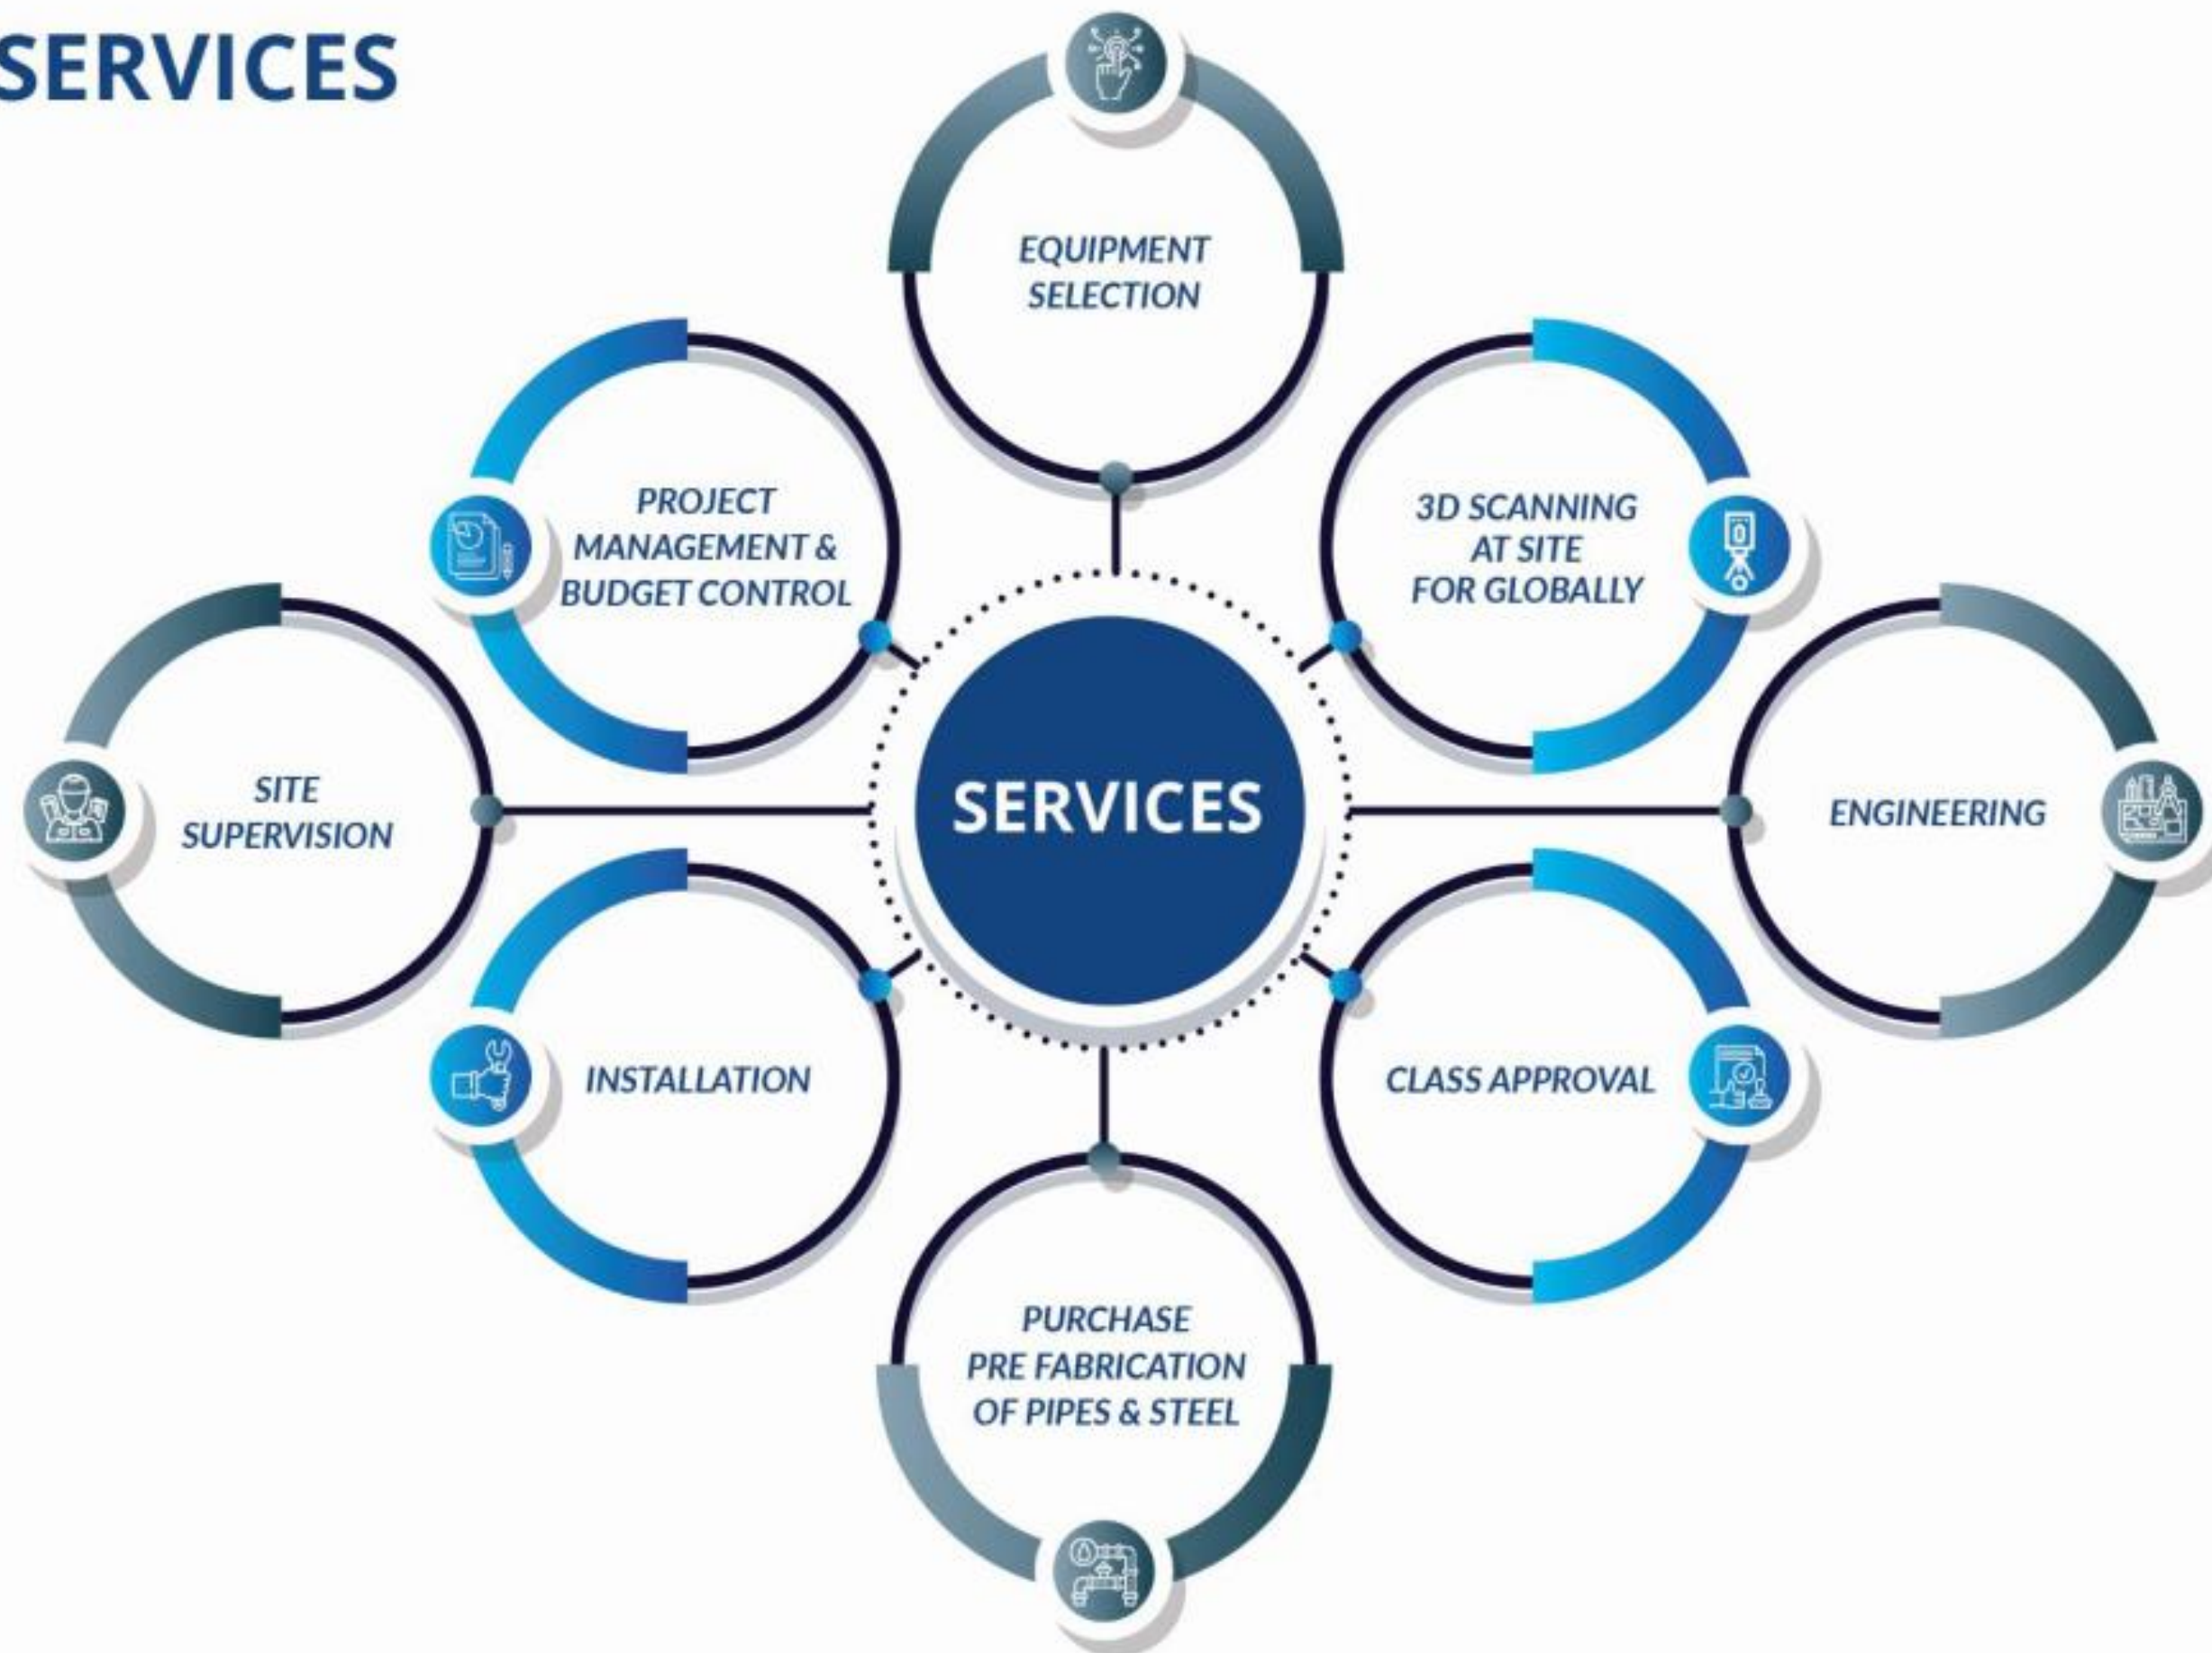 SERVICES
EQUIPMENT
SELECTION
PROJECT
MANAGEMENT &
BUDGET CONTROL
3D SCANNING
AT SITE
FOR GLOBALLY
SITE
SUPERVISION
SERVICES
ENGINEERING
INSTALLATION
CLASS APPROVAL
PURCHASE
PRE FABRICATION
OF PIPES & STEEL